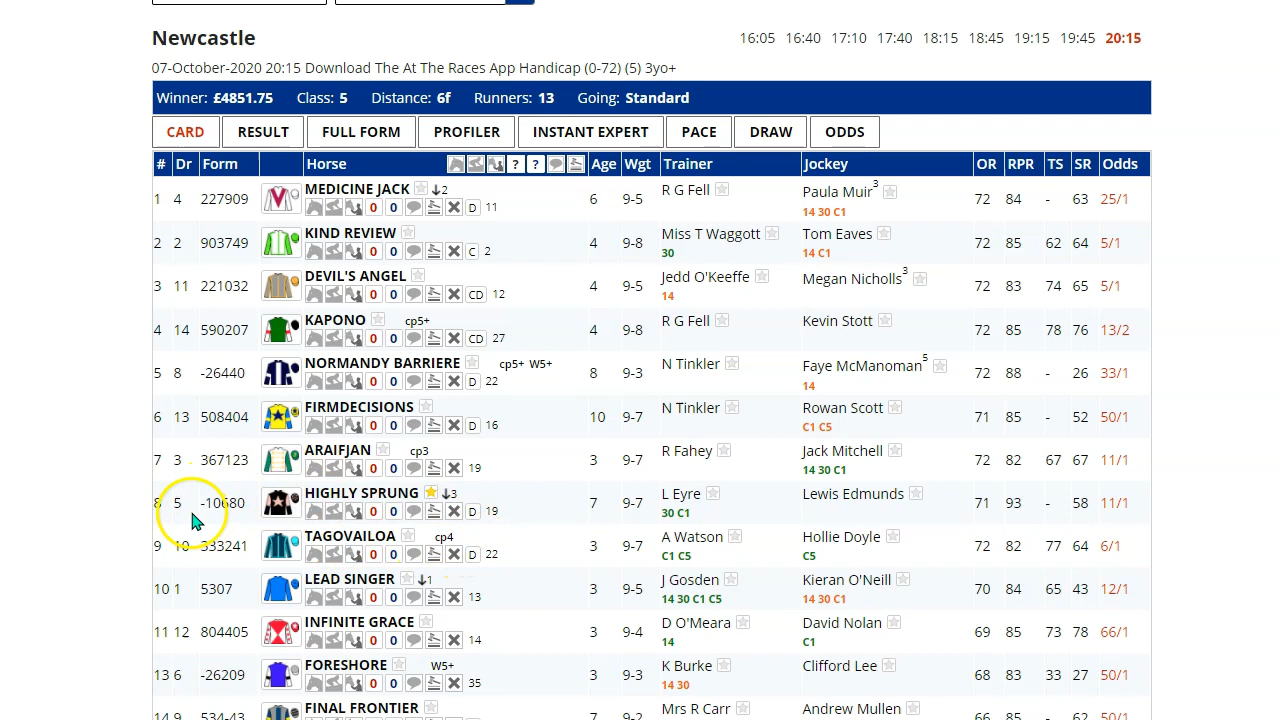 Newcastle 16:05 16:40 17:10 17:40 18:15 18:45 19:15 19:45 20:15
07-October-2020 20:15 Download The At The Races App Handicap (0-72) (5) 3yo+
Winner: £4851.75 Class: 5 Distance: 6f Runners: 13 Going: Standard
CARD RESULT FULL FORM PROFILER INSTANT EXPERT PACE DRAW ODDS
# Dr Form Horse ? ? Age Wgt Trainer Jockey OR RPR TS SR Odds
1 4 227909 MEDICINE JACK ↓2 6 9-5 R G Fell Paula Muir3 72 84 - 63 25/1
0 0 D 11 14 30 C1
2 2 903749 KIND REVIEW 4 9-8 Miss T Waggott Tom Eaves 72 85 62 64 5/1
0 0 C 2 30 14 C1
3 11 221032 DEVIL'S ANGEL 4 9-5 Jedd O'Keeffe Megan Nicholls3 72 83 74 65 5/1
0 0 CD 12 14
4 14 590207 KAPONO cp5+ 4 9-8 R G Fell Kevin Stott 72 85 78 76 13/2
0 0 CD 27
5 8 -26440 NORMANDY BARRIERE cp5+ W5+ 8 9-3 N Tinkler Faye McManoman5 72 88 - 26 33/1
0 0 D 22 14
6 13 508404 FIRMDECISIONS 10 9-7 N Tinkler Rowan Scott 71 85 - 52 50/1
0 0 D 16 C1 C5
7 3 367123 ARAIFJAN cp3 3 9-7 R Fahey Jack Mitchell 72 82 67 67 11/1
0 0 19 14 30 C1
8 5 -10680 HIGHLY SPRUNG ↓3 7 9-7 L Eyre Lewis Edmunds 71 93 - 58 11/1
0 0 D 19 30 C1
9 10 333241 TAGOVAILOA cp4 3 9-7 A Watson Hollie Doyle 72 82 77 64 6/1
0 0 D 22 C1 C5 C5
10 1 5307 LEAD SINGER ↓1 3 9-5 J Gosden Kieran O'Neill 70 84 65 43 12/1
0 0 13 14 30 C1 C5 14 30 C1
11 12 804405 INFINITE GRACE 3 9-4 D O'Meara David Nolan 69 85 73 78 66/1
0 0 14 14 C1
13 6 -26209 FORESHORE W5+ 3 9-3 K Burke Clifford Lee 68 83 33 27 50/1
0 0 35 14 30
14 9 534-43 FINAL FRONTIER 7 9-2 Mrs R Carr Andrew Mullen 66 85 - 62 50/1